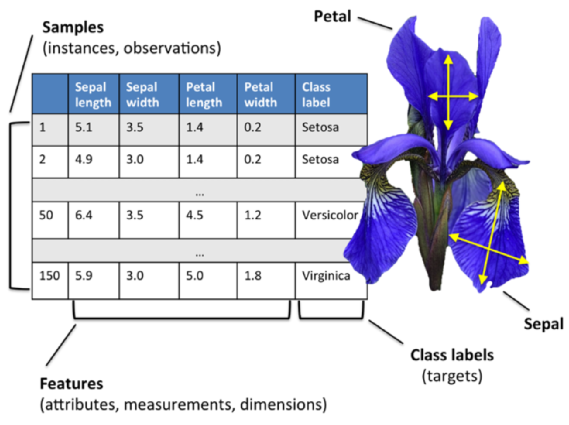 Samples
(instances, observations)
Petal
Sepal length Sepal width Petal length Petal width Class label
1 5.1 3.5 1.4 0.2 Setosa
2 4.9 3.0 1.4 0.2 Setosa
...
50 6.4 3.5 4.5 1.2 Versicolor
...
150 5.9 3.0 5.0 1.8 Virginica
Sepal
Class labels
(targets)
Features
(attributes, measurements, dimensions)